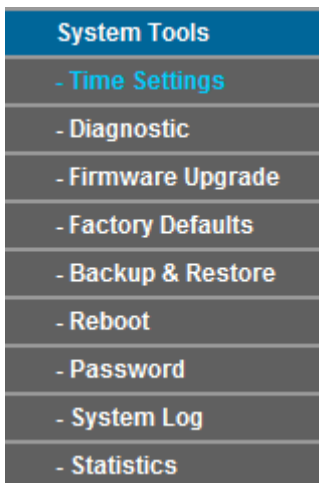 System Tools
- Time Settings
- Diagnostic
- Firmware Upgrade
- Factory Defaults
- Backup & Restore
- Reboot
- Password
- System Log
- Statistics